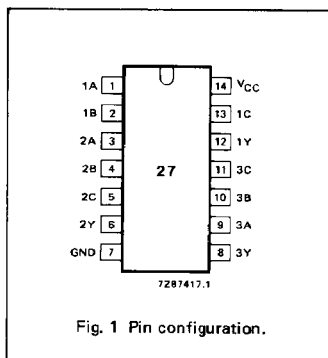 1A 1 14 VCC
1B 2 13 1C
2A 3 12 1Y
2B 4 27 11 3C
2C 5 10 3B
2Y 6 9 3A
GND 7 8 3Y
7Z87417.1
Fig. 1 Pin configuration.